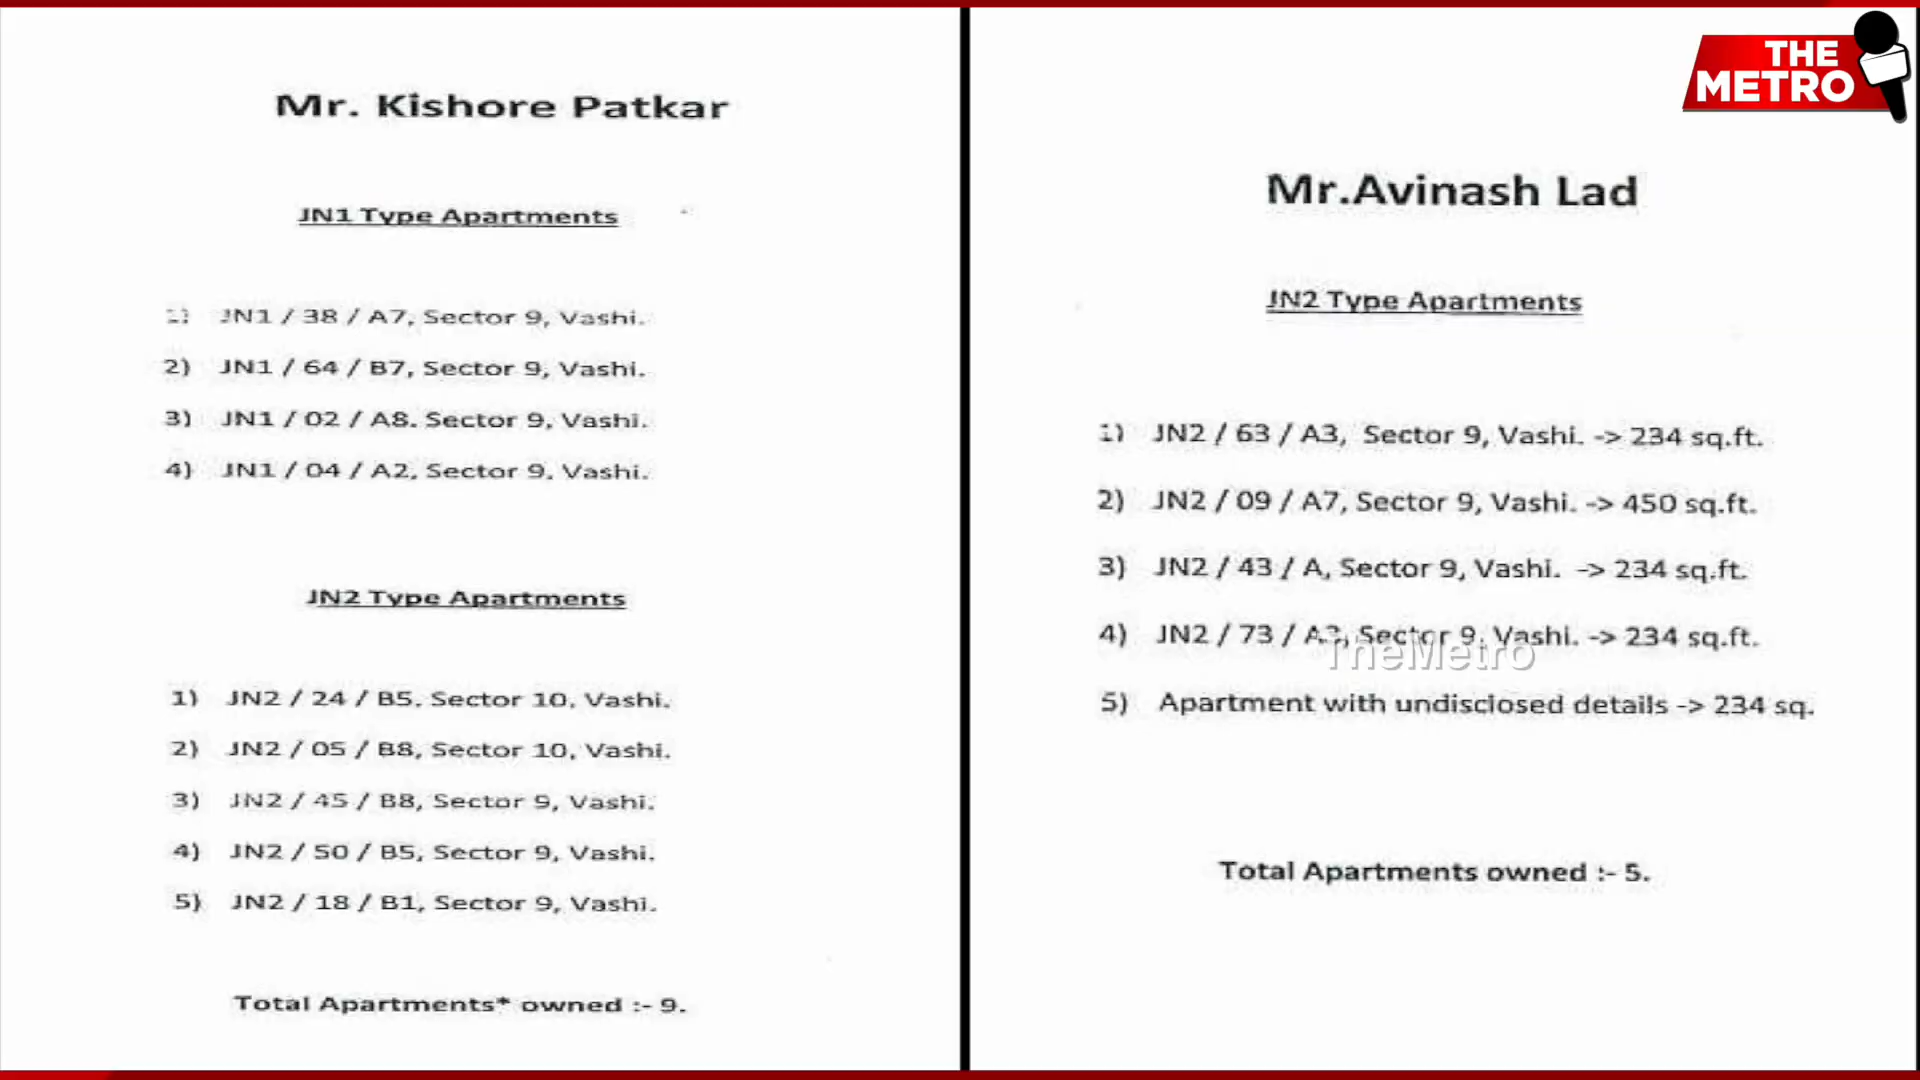 Mr. Kishore Patkar
JN1 Type Apartments
1) JN1 / 38 / A7, Sector 9, Vashi.
2) JN1 / 64 / B7, Sector 9, Vashi.
3) JN1 / 02 / A8. Sector 9, Vashi.
4) JN1 / 04 / A2, Sector 9, Vashi.
JN2 Type Apartments
1) JN2 / 24 / B5. Sector 10, Vashi.
2) JN2 / 05 / B8, Sector 10, Vashi.
3) JN2 / 45 / B8, Sector 9, Vashi.
4) JN2 / 50 / B5, Sector 9, Vashi.
5) JN2 / 18 / B1, Sector 9, Vashi.
Total Apartments* owned :- 9.
THE
METRO
Mr.Avinash Lad
JN2 Type Apartments
1) JN2 / 63 / A3, Sector 9, Vashi. -> 234 sq.ft.
2) JN2 / 09 / A7, Sector 9, Vashi. -> 450 sq.ft.
3) JN2 / 43 / A, Sector 9, Vashi. -> 234 sq.ft.
4) JN2 / 73 / A3, Sector 9, Vashi. -> 234 sq.ft.
TheMetro
5) Apartment with undisclosed details -> 234 sq.
Total Apartments owned :- 5.